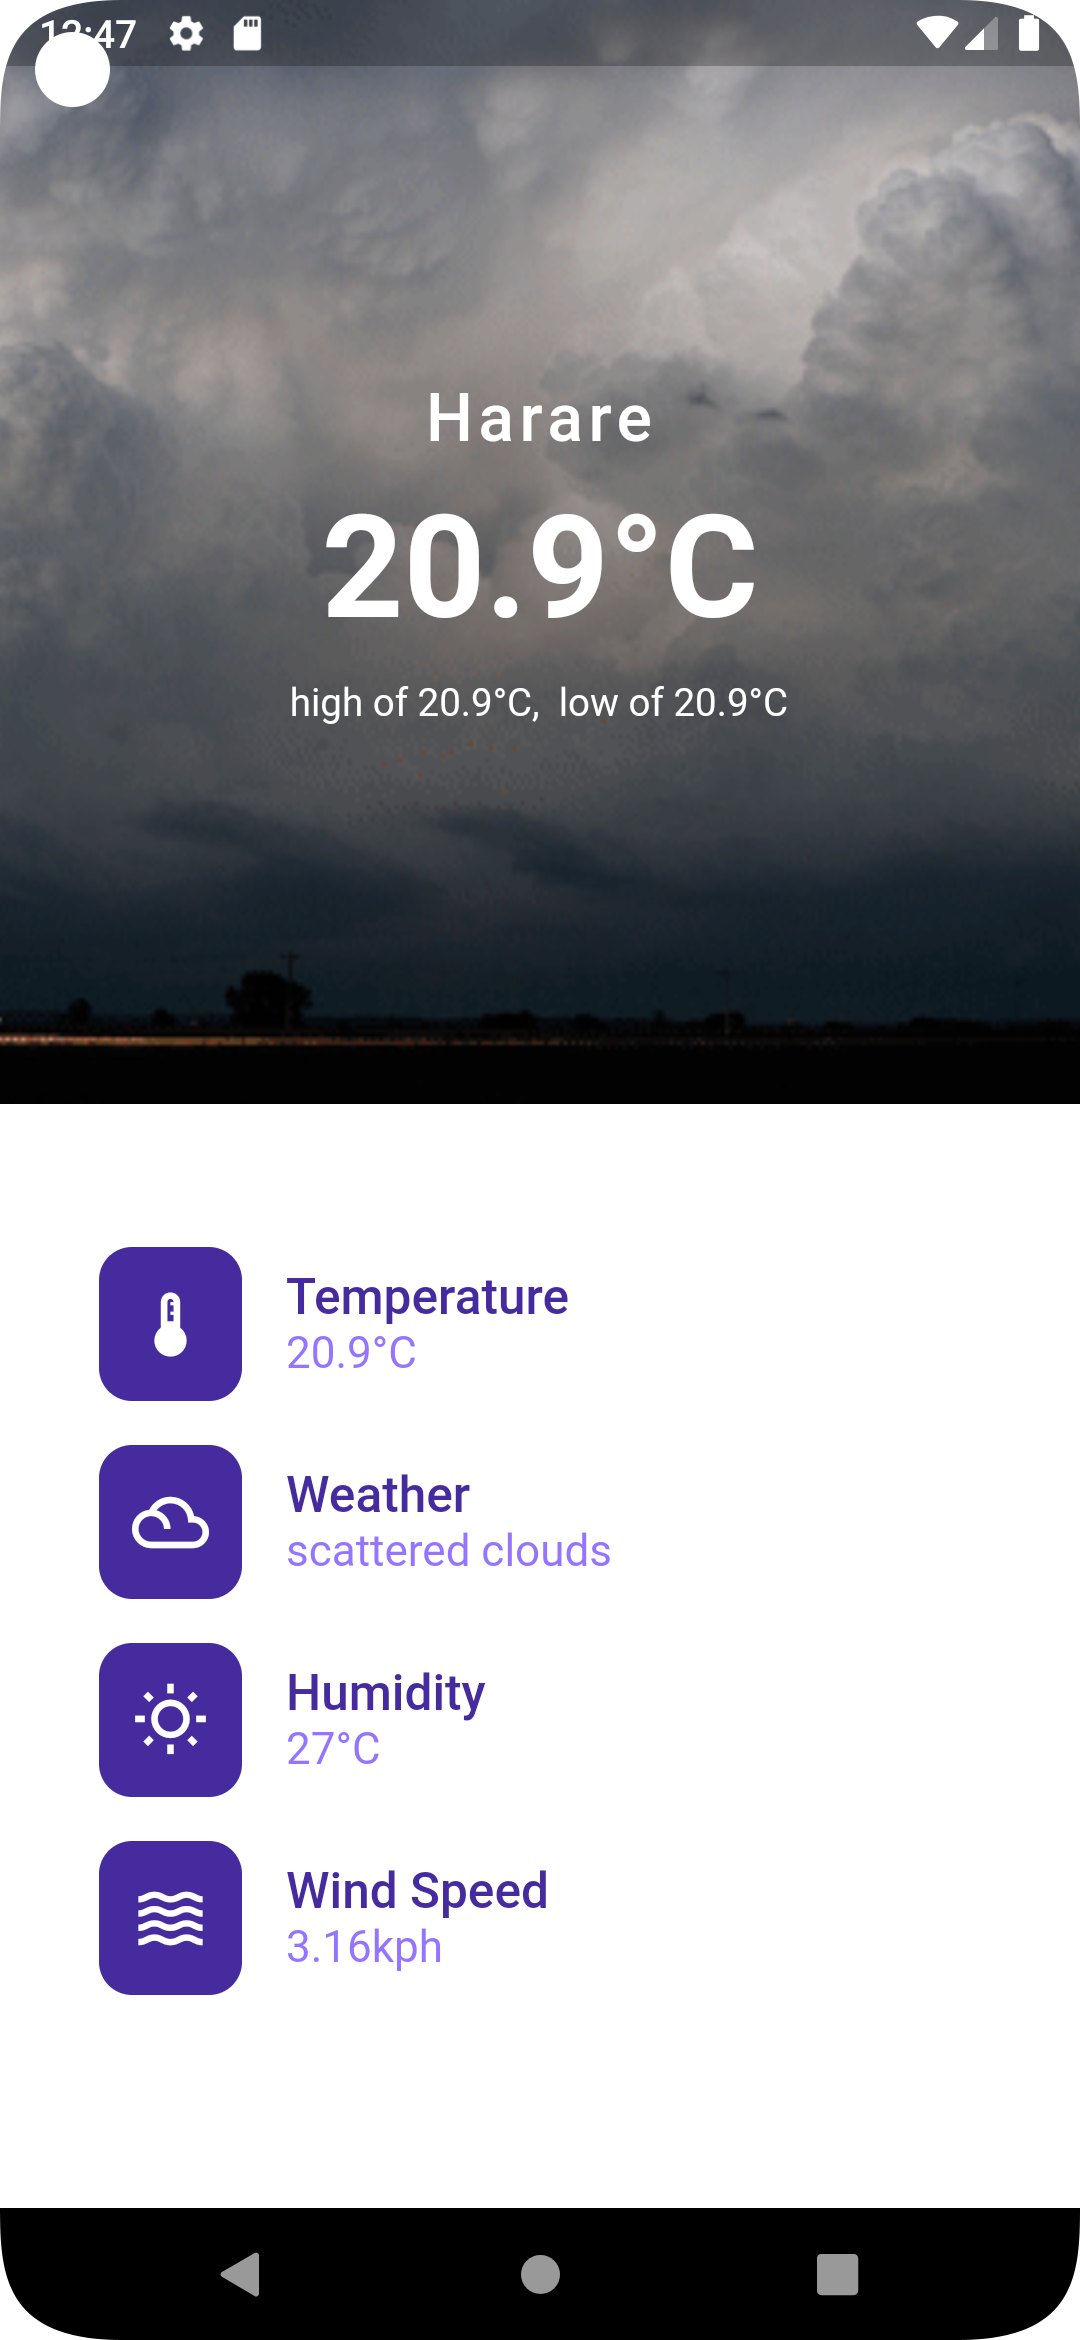 12:47
Harare
20.9°C
high of 20.9°C,  low of 20.9°C
Temperature
20.9°C
Weather
scattered clouds
Humidity
27°C
Wind Speed
3.16kph